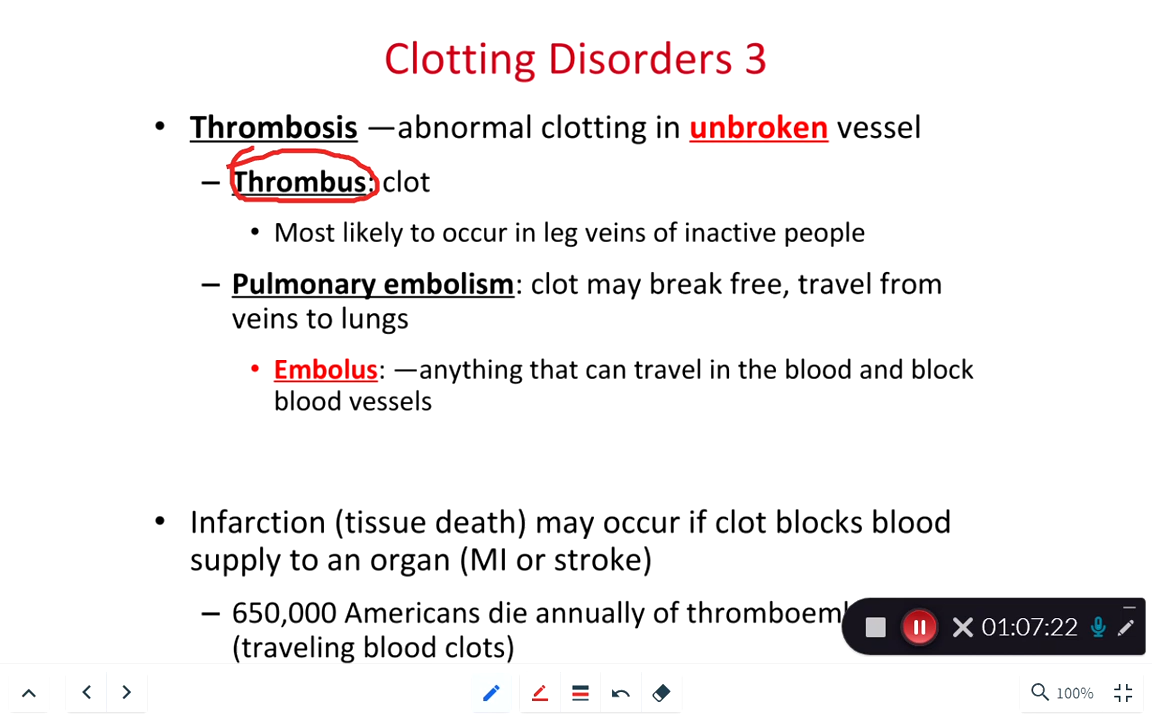 Clotting Disorders 3
• Thrombosis —abnormal clotting in unbroken vessel
– Thrombus: clot
• Most likely to occur in leg veins of inactive people
– Pulmonary embolism: clot may break free, travel from
veins to lungs
• Embolus: —anything that can travel in the blood and block
blood vessels
• Infarction (tissue death) may occur if clot blocks blood
supply to an organ (MI or stroke)
– 650,000 Americans die annually of
(traveling blood clots)
01:07:22
100%